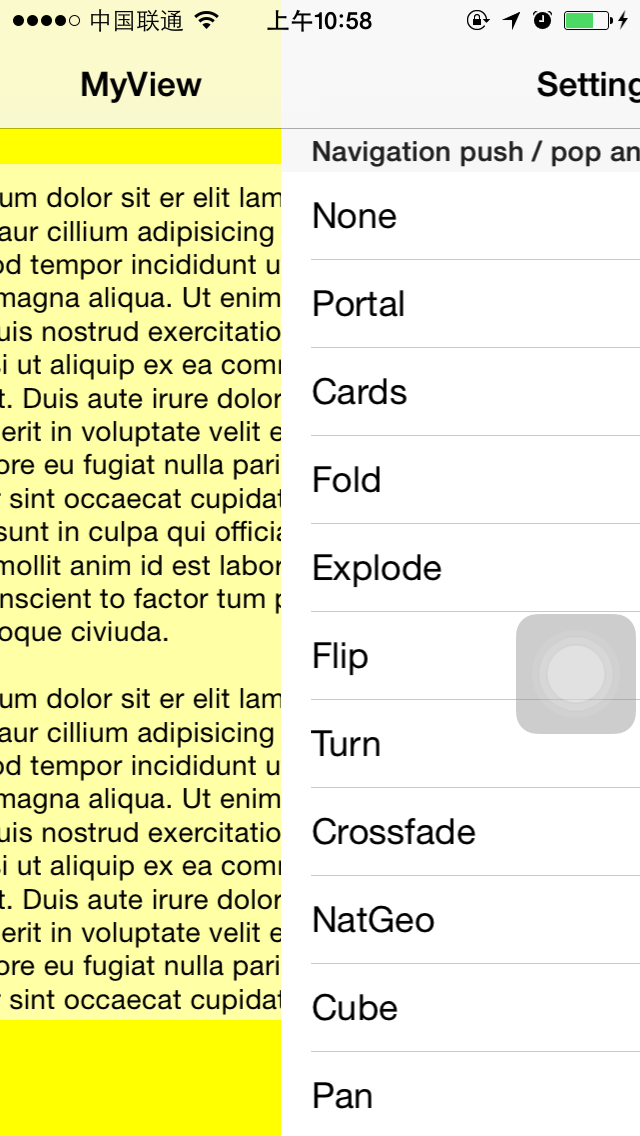 中国联通 上午10:58
MyView
um dolor sit er elit lam
aur cillium adipisicing
od tempor incididunt u
magna aliqua. Ut enim
uis nostrud exercitatio
si ut aliquip ex ea com
t. Duis aute irure dolor
erit in voluptate velit e
ore eu fugiat nulla pari
r sint occaecat cupidat
sunt in culpa qui officia
mollit anim id est labor
nscient to factor tum p
oque civiuda.
um dolor sit er elit lam
aur cillium adipisicing
od tempor incididunt u
magna aliqua. Ut enim
uis nostrud exercitatio
si ut aliquip ex ea com
t. Duis aute irure dolor
erit in voluptate velit e
ore eu fugiat nulla pari
r sint occaecat cupidat
Setting
Navigation push / pop an
None
Portal
Cards
Fold
Explode
Flip
Turn
Crossfade
NatGeo
Cube
Pan